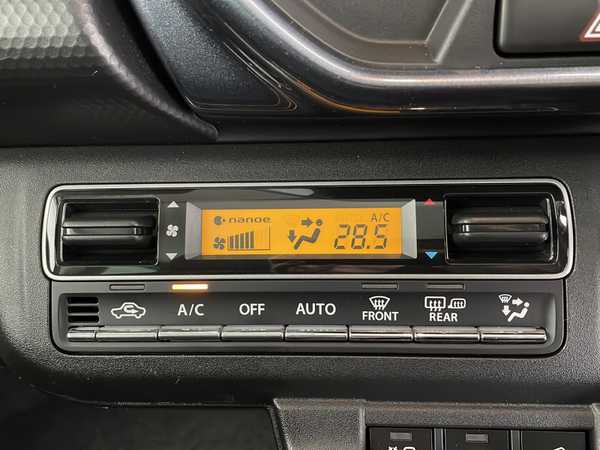 nanoe
A/C
28.5
A/C OFF AUTO FRONT REAR